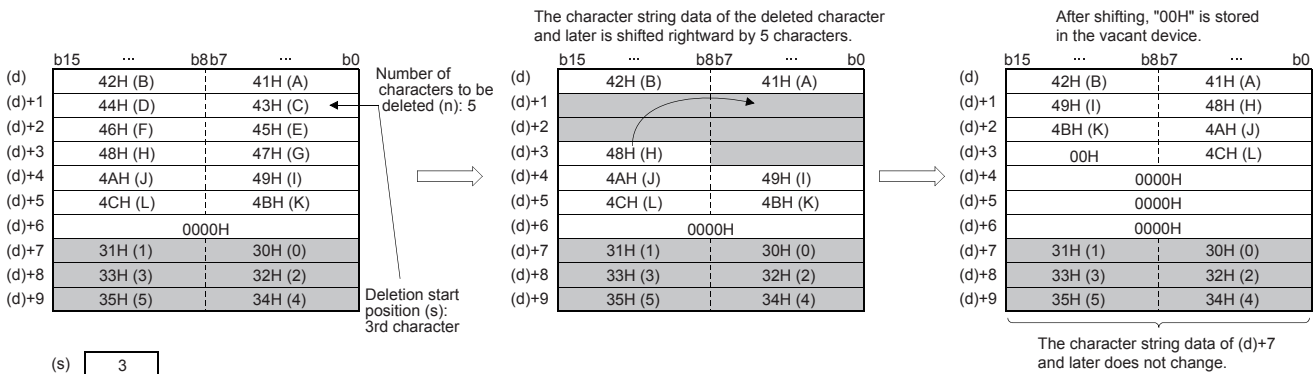 The character string data of the deleted character
and later is shifted rightward by 5 characters.
After shifting, "00H" is stored
in the vacant device.
b15 ... b8 b7 ... b0
(d) 42H (B) 41H (A)
(d)+1 44H (D) 43H (C)
(d)+2 46H (F) 45H (E)
(d)+3 48H (H) 47H (G)
(d)+4 4AH (J) 49H (I)
(d)+5 4CH (L) 4BH (K)
(d)+6 0000H
(d)+7 31H (1) 30H (0)
(d)+8 33H (3) 32H (2)
(d)+9 35H (5) 34H (4)
Number of
characters to be
deleted (n): 5
Deletion start
position (s):
3rd character
(s) 3
b15 ... b8 b7 ... b0
(d) 42H (B) 41H (A)
(d)+1
(d)+2
(d)+3 48H (H)
(d)+4 4AH (J) 49H (I)
(d)+5 4CH (L) 4BH (K)
(d)+6 0000H
(d)+7 31H (1) 30H (0)
(d)+8 33H (3) 32H (2)
(d)+9 35H (5) 34H (4)
b15 ... b8 b7 ... b0
(d) 42H (B) 41H (A)
(d)+1 49H (I) 48H (H)
(d)+2 4BH (K) 4AH (J)
(d)+3 00H 4CH (L)
(d)+4 0000H
(d)+5 0000H
(d)+6 0000H
(d)+7 31H (1) 30H (0)
(d)+8 33H (3) 32H (2)
(d)+9 35H (5) 34H (4)
The character string data of (d)+7
and later does not change.